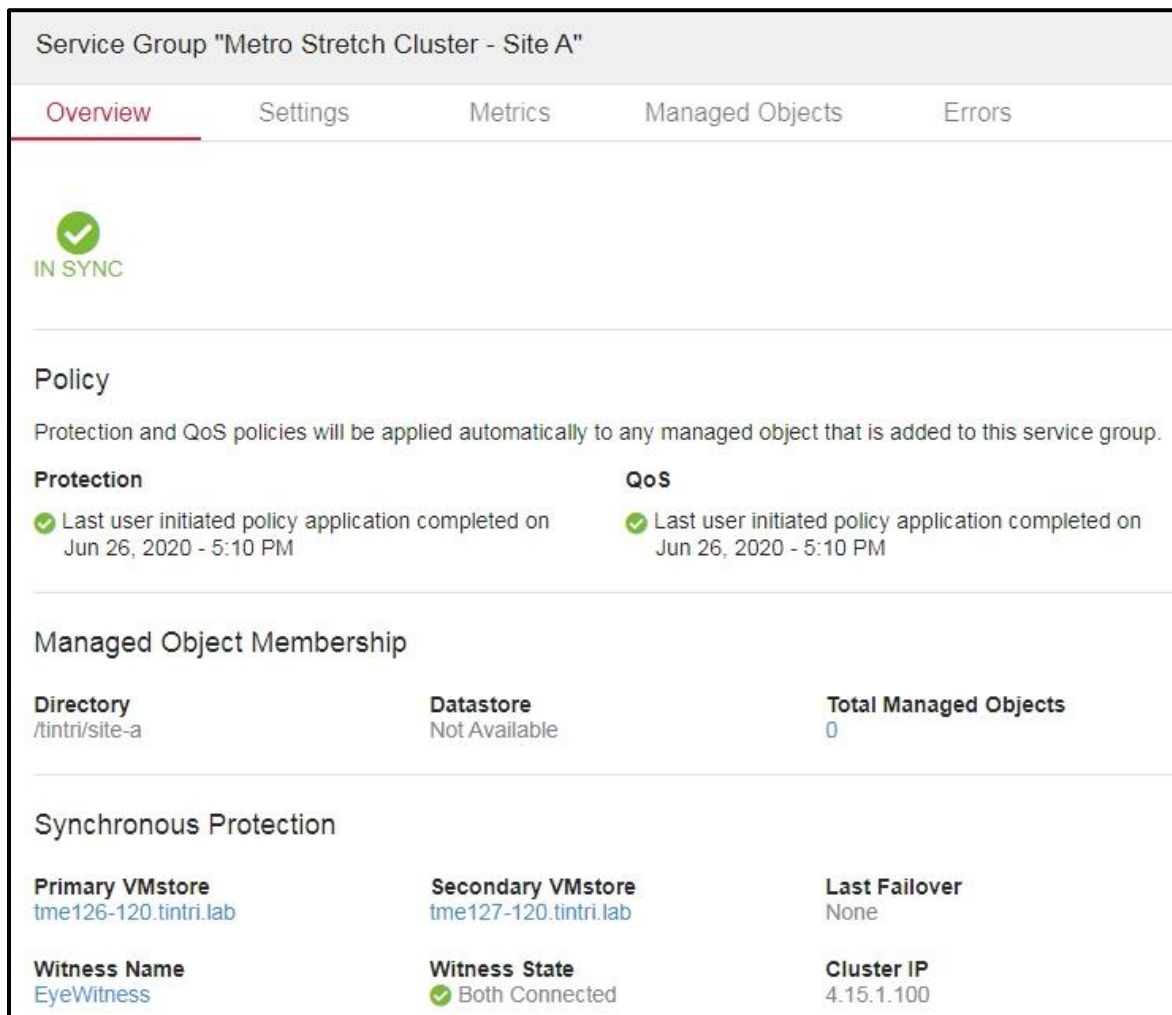 Service Group "Metro Stretch Cluster - Site A"
Overview Settings Metrics Managed Objects Errors
IN SYNC
Policy
Protection and QoS policies will be applied automatically to any managed object that is added to this service group.
Protection QoS
Last user initiated policy application completed on Last user initiated policy application completed on
Jun 26, 2020 - 5:10 PM Jun 26, 2020 - 5:10 PM
Managed Object Membership
Directory Datastore Total Managed Objects
/tintri/site-a Not Available 0
Synchronous Protection
Primary VMstore Secondary VMstore Last Failover
tme126-120.tintri.lab tme127-120.tintri.lab None
Witness Name Witness State Cluster IP
EyeWitness Both Connected 4.15.1.100